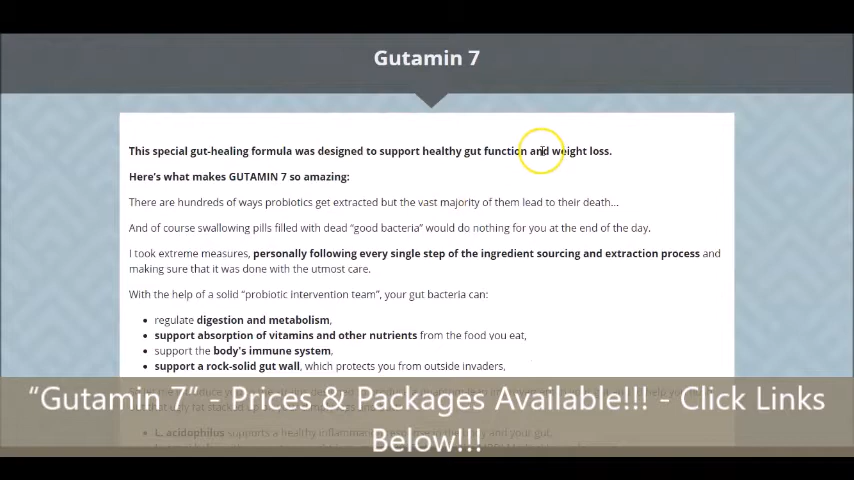 Gutamin 7
This special gut-healing formula was designed to support healthy gut function and weight loss.
Here's what makes GUTAMIN 7 so amazing:
There are hundreds of ways probiotics get extracted but the vast majority of them lead to their death...
And of course swallowing pills filled with dead “good bacteria” would do nothing for you at the end of the day.
I took extreme measures, personally following every single step of the ingredient sourcing and extraction process and
making sure that it was done with the utmost care.
With the help of a solid “probiotic intervention team”, your gut bacteria can:
• regulate digestion and metabolism,
• support absorption of vitamins and other nutrients from the food you eat,
• support the body's immune system,
• support a rock-solid gut wall, which protects you from outside invaders,
“Gutamin 7” - Prices & Packages Available!!! - Click Links
Below!!!
• L. acidophilus supports a healthy inflammatory and your gut,